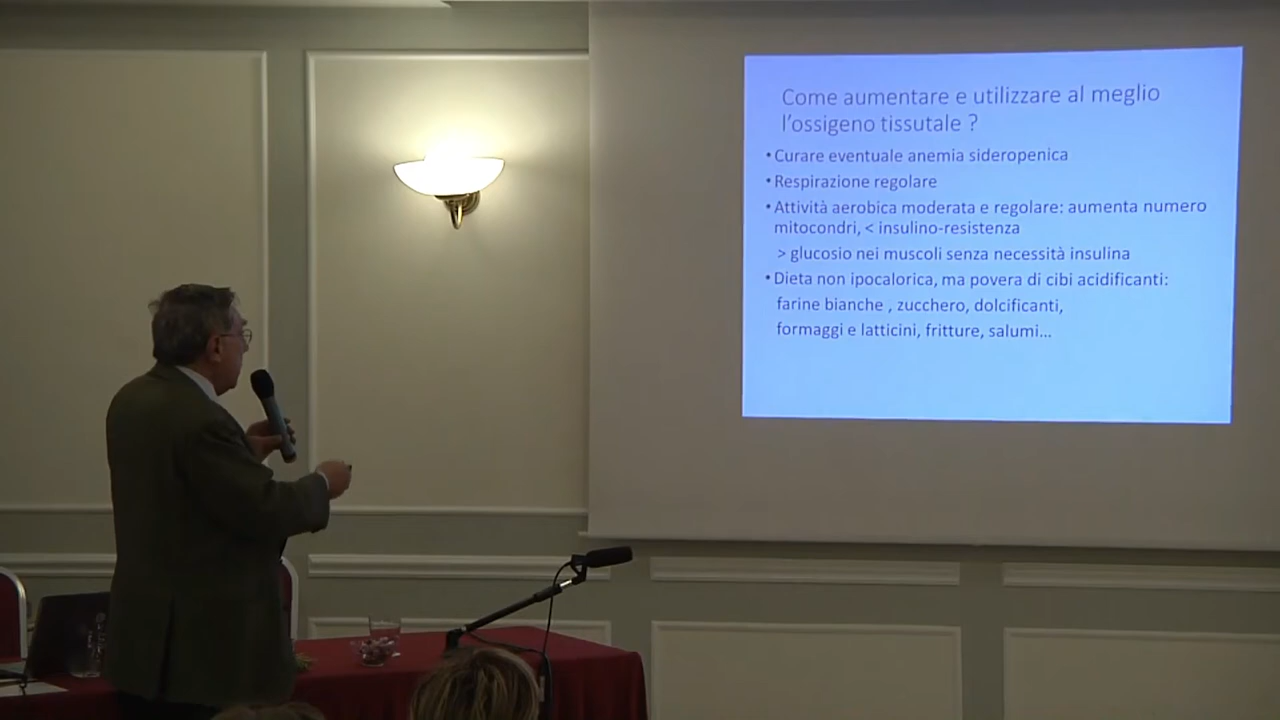 Come aumentare e utilizzare al meglio
l'ossigeno tissutale ?
• Curare eventuale anemia sideropenica
• Respirazione regolare
• Attività aerobica moderata e regolare: aumenta numero
mitocondri, < insulino-resistenza
> glucosio nei muscoli senza necessità insulina
• Dieta non ipocalorica, ma povera di cibi acidificanti:
farine bianche , zucchero, dolcificanti,
formaggi e latticini, fritture, salumi...